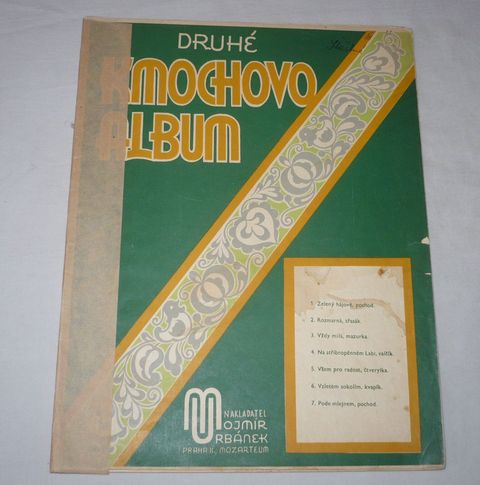 DRUHÉ
KMOCHOVO
ALBUM
1. Zelený hájové, pochod.
2. Rozmarná, třasák.
3. Vždy milá, mazurka.
4. Na stříbropěnném Labi, valčík.
5. Všem pro radost, čtverylka.
6. Vzletem sokolím, kvapík.
7. Pode mlejnem, pochod.
NAKLADATEL
MOJMÍR
URBÁNEK
PRAHA II, MOZARTEUM